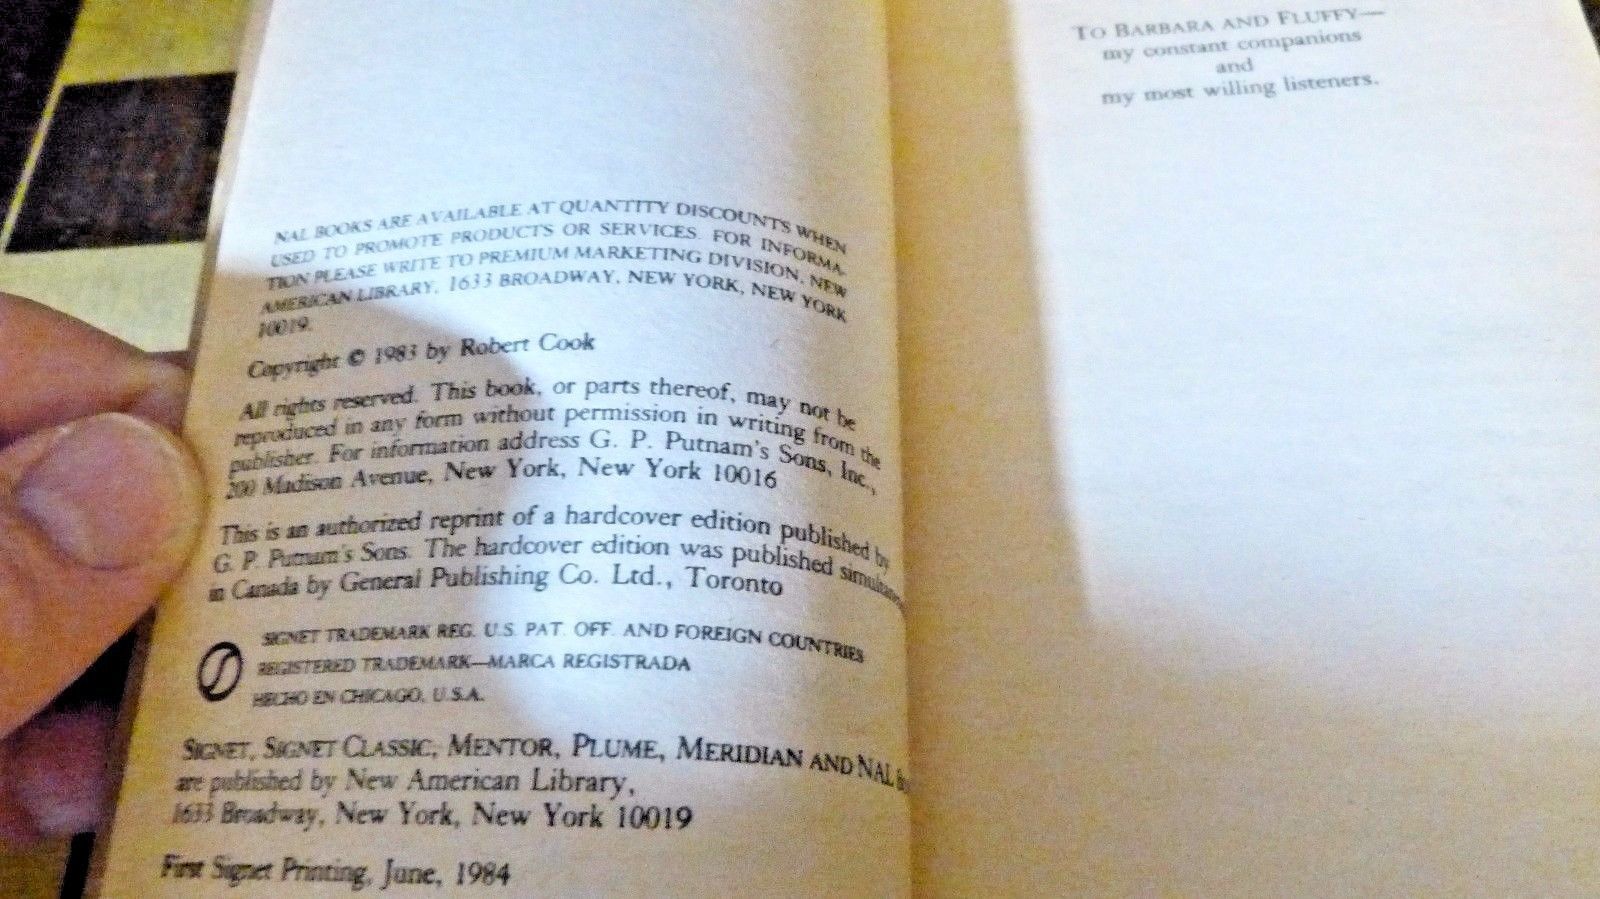 NAL BOOKS ARE AVAILABLE AT QUANTITY DISCOUNTS WHEN
USED TO PROMOTE PRODUCTS OR SERVICES. FOR INFORMA-
TION PLEASE WRITE TO PREMIUM MARKETING DIVISION, NEW
AMERICAN LIBRARY, 1633 BROADWAY, NEW YORK, NEW YORK
10019.
Copyright © 1983 by Robert Cook
All rights reserved. This book, or parts thereof, may not be
reproduced in any form without permission in writing from the
publisher. For information address G. P. Putnam's Sons, Inc.,
200 Madison Avenue, New York, New York 10016
This is an authorized reprint of a hardcover edition published by
G. P. Putnam's Sons. The hardcover edition was published
in Canada by General Publishing Co. Ltd., Toronto
SIGNET TRADEMARK REG. U.S. PAT. OFF. AND FOREIGN COUNTRIES
REGISTERED TRADEMARK—MARCA REGISTRADA
HECHO EN CHICAGO, U.S.A.
SIGNET, SIGNET CLASSIC, MENTOR, PLUME, MERIDIAN AND NAL
are published by New American Library,
1633 Broadway, New York, New York 10019
First Signet Printing, June, 1984
TO BARBARA AND FLUFFY—
my constant companions
and
my most willing listeners.